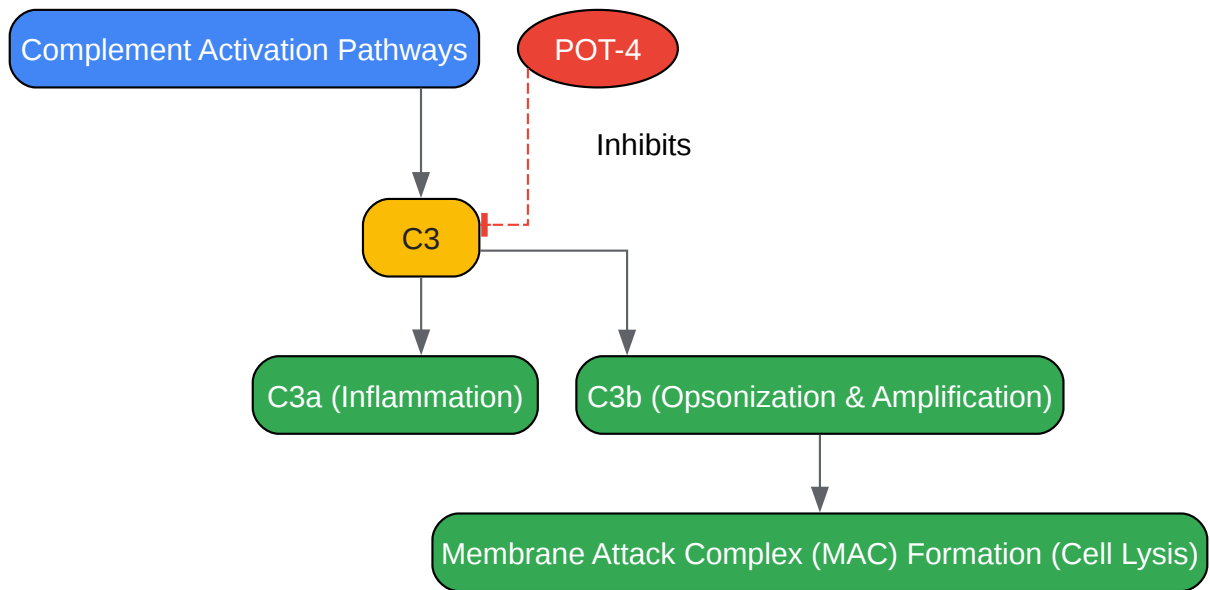 Complement Activation Pathways
POT-4
Inhibits
C3
C3a (Inflammation)
C3b (Opsonization & Amplification)
Membrane Attack Complex (MAC) Formation (Cell Lysis)